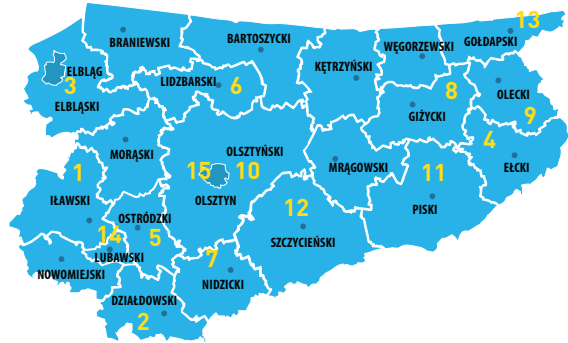 13
BRANIEWSKI
BARTOSZYCKI
GOŁDAPSKI
WĘGORZEWSKI
KĘTRZYŃSKI
ELBLĄG
3
ELBLĄSKI
LIDZBARSKI
6
8
GIŻYCKI
OLECKI
9
4
EŁCKI
MORĄSKI
OLSZTYŃSKI
15
10
OLSZTYN
MRĄGOWSKI
11
PISKI
1
IŁAWSKI
OSTRÓDZKI
5
14
LUBAWSKI
12
SZCZYCIEŃSKI
NOWOMIEJSKI
7
NIDZICKI
DZIAŁDOWSKI
2